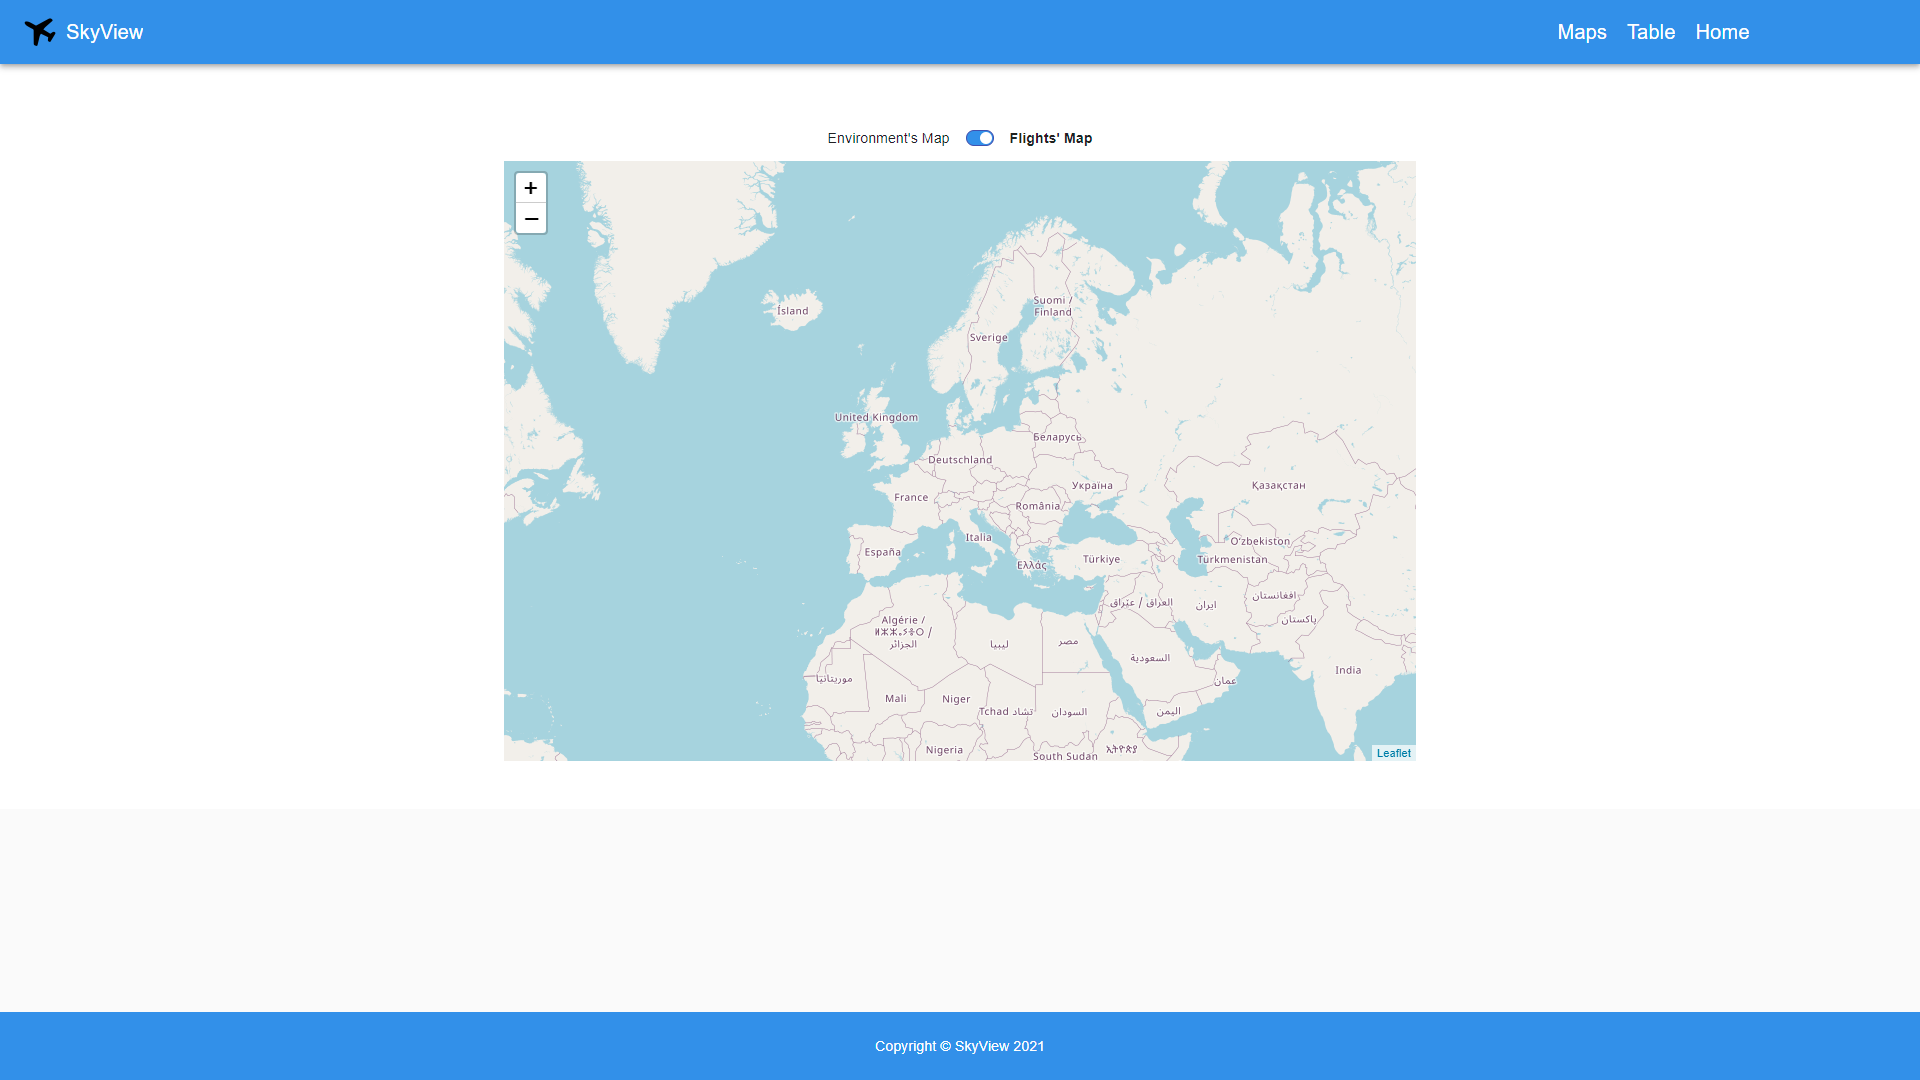 SkyView
Maps Table Home
Environment's Map Flights' Map
+
−
Ísland
Suomi /
Finland
Sverige
United Kingdom
Беларусь
Deutschland
Україна
Қазақстан
France
România
Italia
Oʻzbekiston
España
Türkiye
Türkmenistan
Ελλάς
افغانستان
العراق / عێراق
ایران
پاکستان
Algérie /
ⵍⵣⵣⴰⵢⴻⵔ /
الجزائر
ليبيا
مصر
السعودية
India
موريتانيا
عمان
Mali
Niger
Tchad تشاد
السودان
اليمن
Nigeria
ኢትዮጵያ
South Sudan
Leaflet
Copyright © SkyView 2021